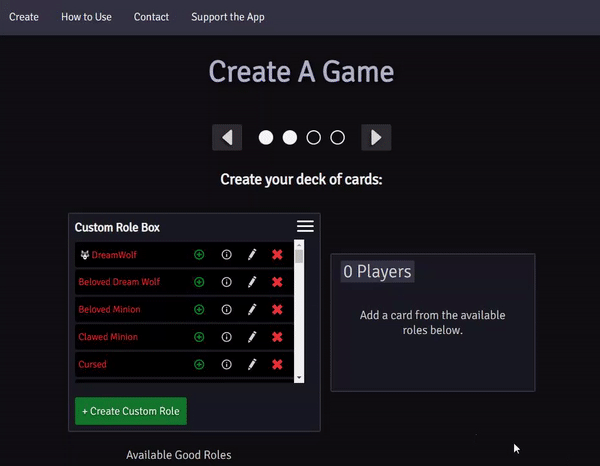 Create How to Use Contact Support the App
Create A Game
Create your deck of cards:
Custom Role Box
DreamWolf
Beloved Dream Wolf
Beloved Minion
Clawed Minion
Cursed
+ Create Custom Role
0 Players
Add a card from the available
roles below.
Available Good Roles